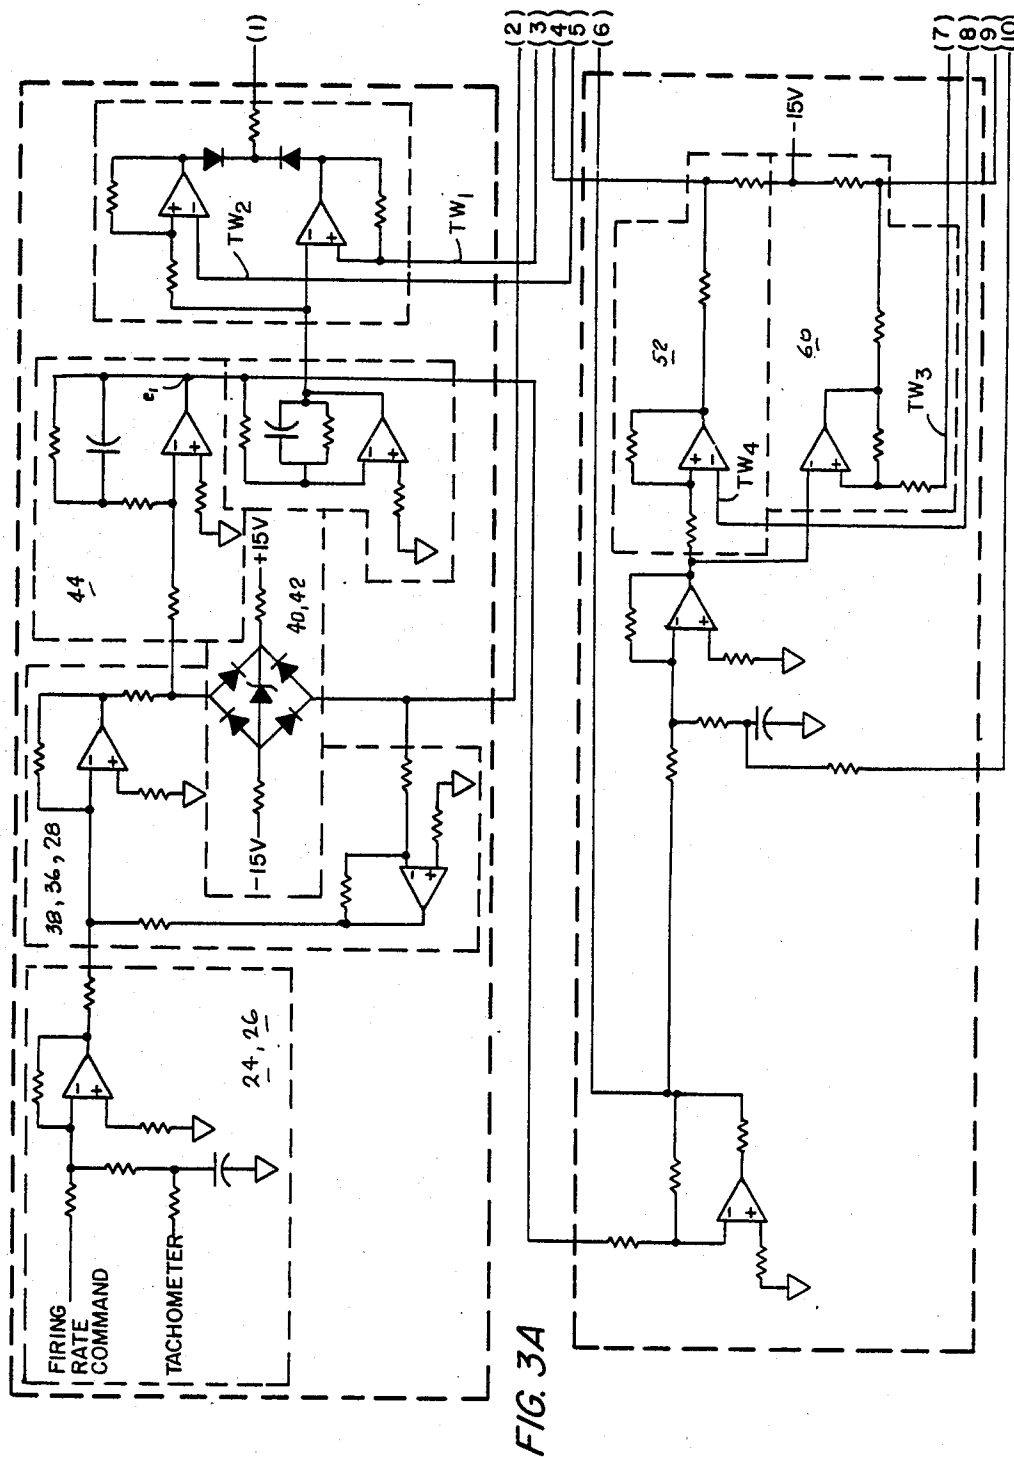 (1)
(2)
(3)
(4)
(5)
(6)
(7)
(8)
(9)
(10)
+
−
TW2
−
+
TW1
e1
−
+
−
+
44
+15V
40,42
−15V
−
+
38, 36, 28
−
+
−
+
24, 26
FIRING
RATE
COMMAND
TACHOMETER
−15V
52
60
+
−
TW4
−
+
TW3
−
+
−
+
FIG. 3A